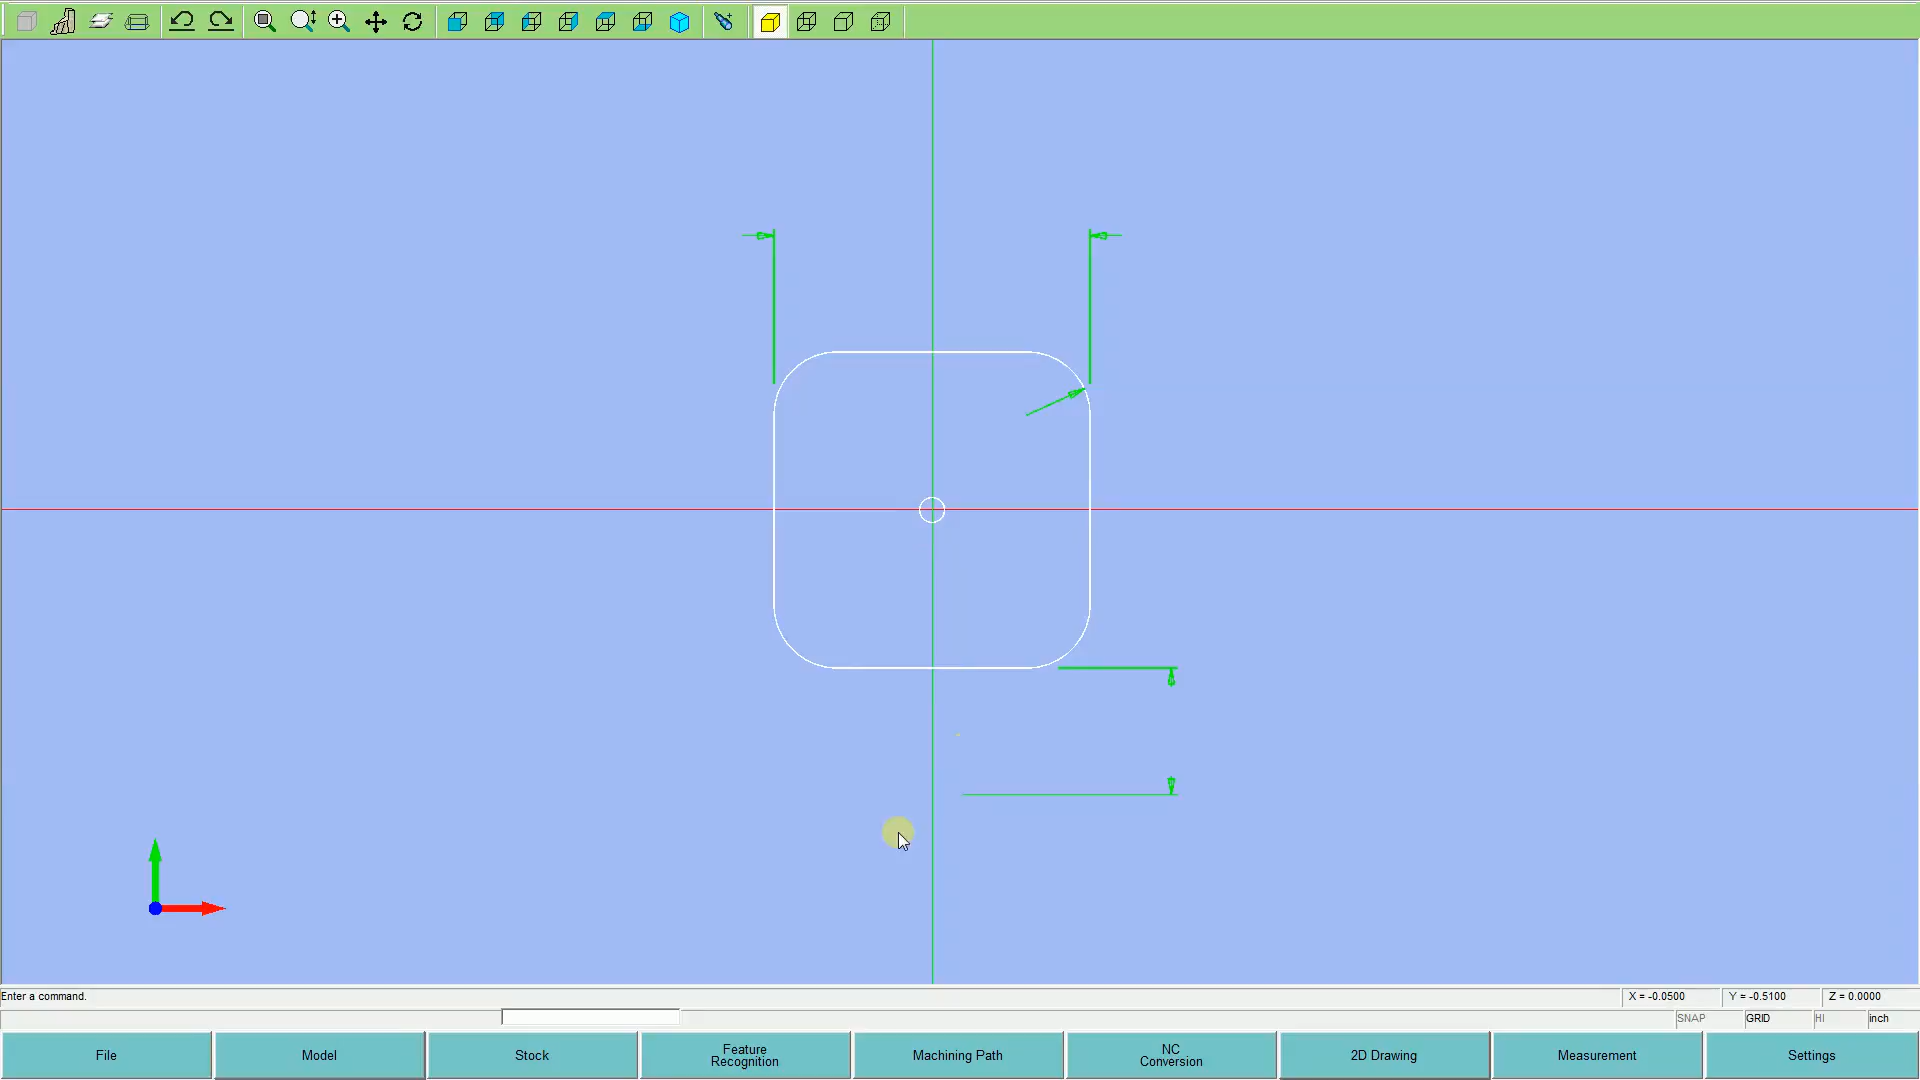 Enter a command.
X = -0.0500
Y = -0.5100
Z = 0.0000
SNAP
GRID
HI
inch
File
Model
Stock
Feature
Recognition
Machining Path
NC
Conversion
2D Drawing
Measurement
Settings